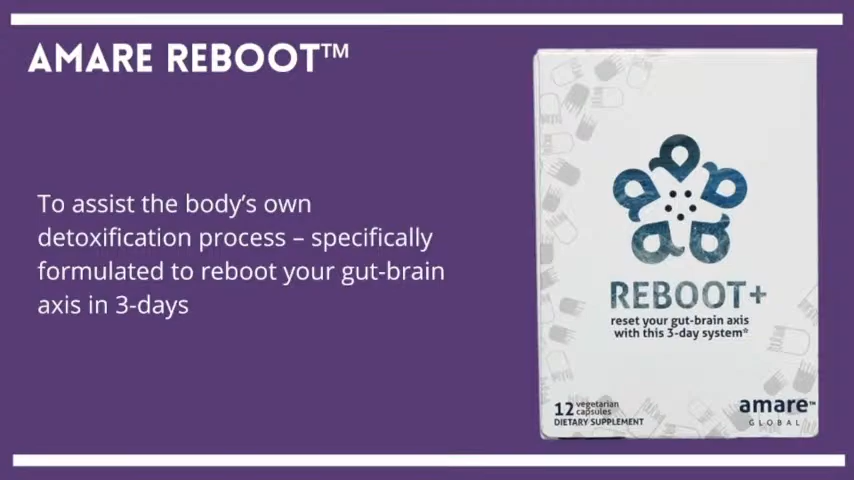 AMARE REBOOT™
To assist the body's own
detoxification process – specifically
formulated to reboot your gut-brain
axis in 3-days
REBOOT+
reset your gut-brain axis
with this 3-day system*
12 vegetarian
capsules
DIETARY SUPPLEMENT
amare™
GLOBAL